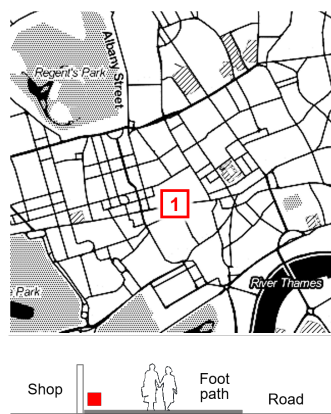 Albany Street
Regent's Park
1
River Thames
e Park
Shop
Foot
path
Road